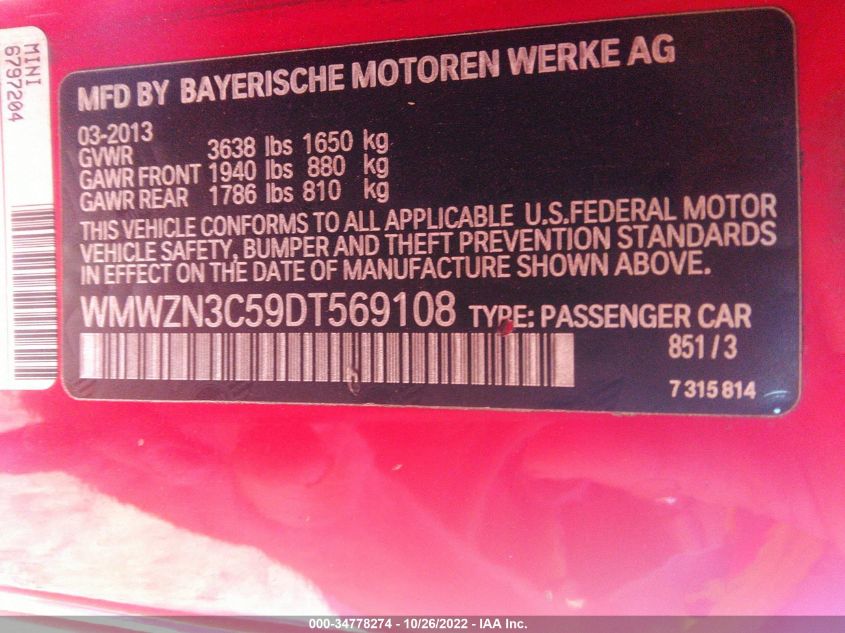 MINI
6797204
MFD BY BAYERISCHE MOTOREN WERKE AG
03-2013
GVWR 3638 lbs 1650 kg
GAWR FRONT 1940 lbs 880 kg
GAWR REAR 1786 lbs 810 kg
THIS VEHICLE CONFORMS TO ALL APPLICABLE U.S.FEDERAL MOTOR
VEHICLE SAFETY, BUMPER AND THEFT PREVENTION STANDARDS
IN EFFECT ON THE DATE OF MANUFACTURE SHOWN ABOVE.
WMWZN3C59DT569108 TYPE: PASSENGER CAR
851/3
7315814
000-34778274 - 10/26/2022 - IAA Inc.